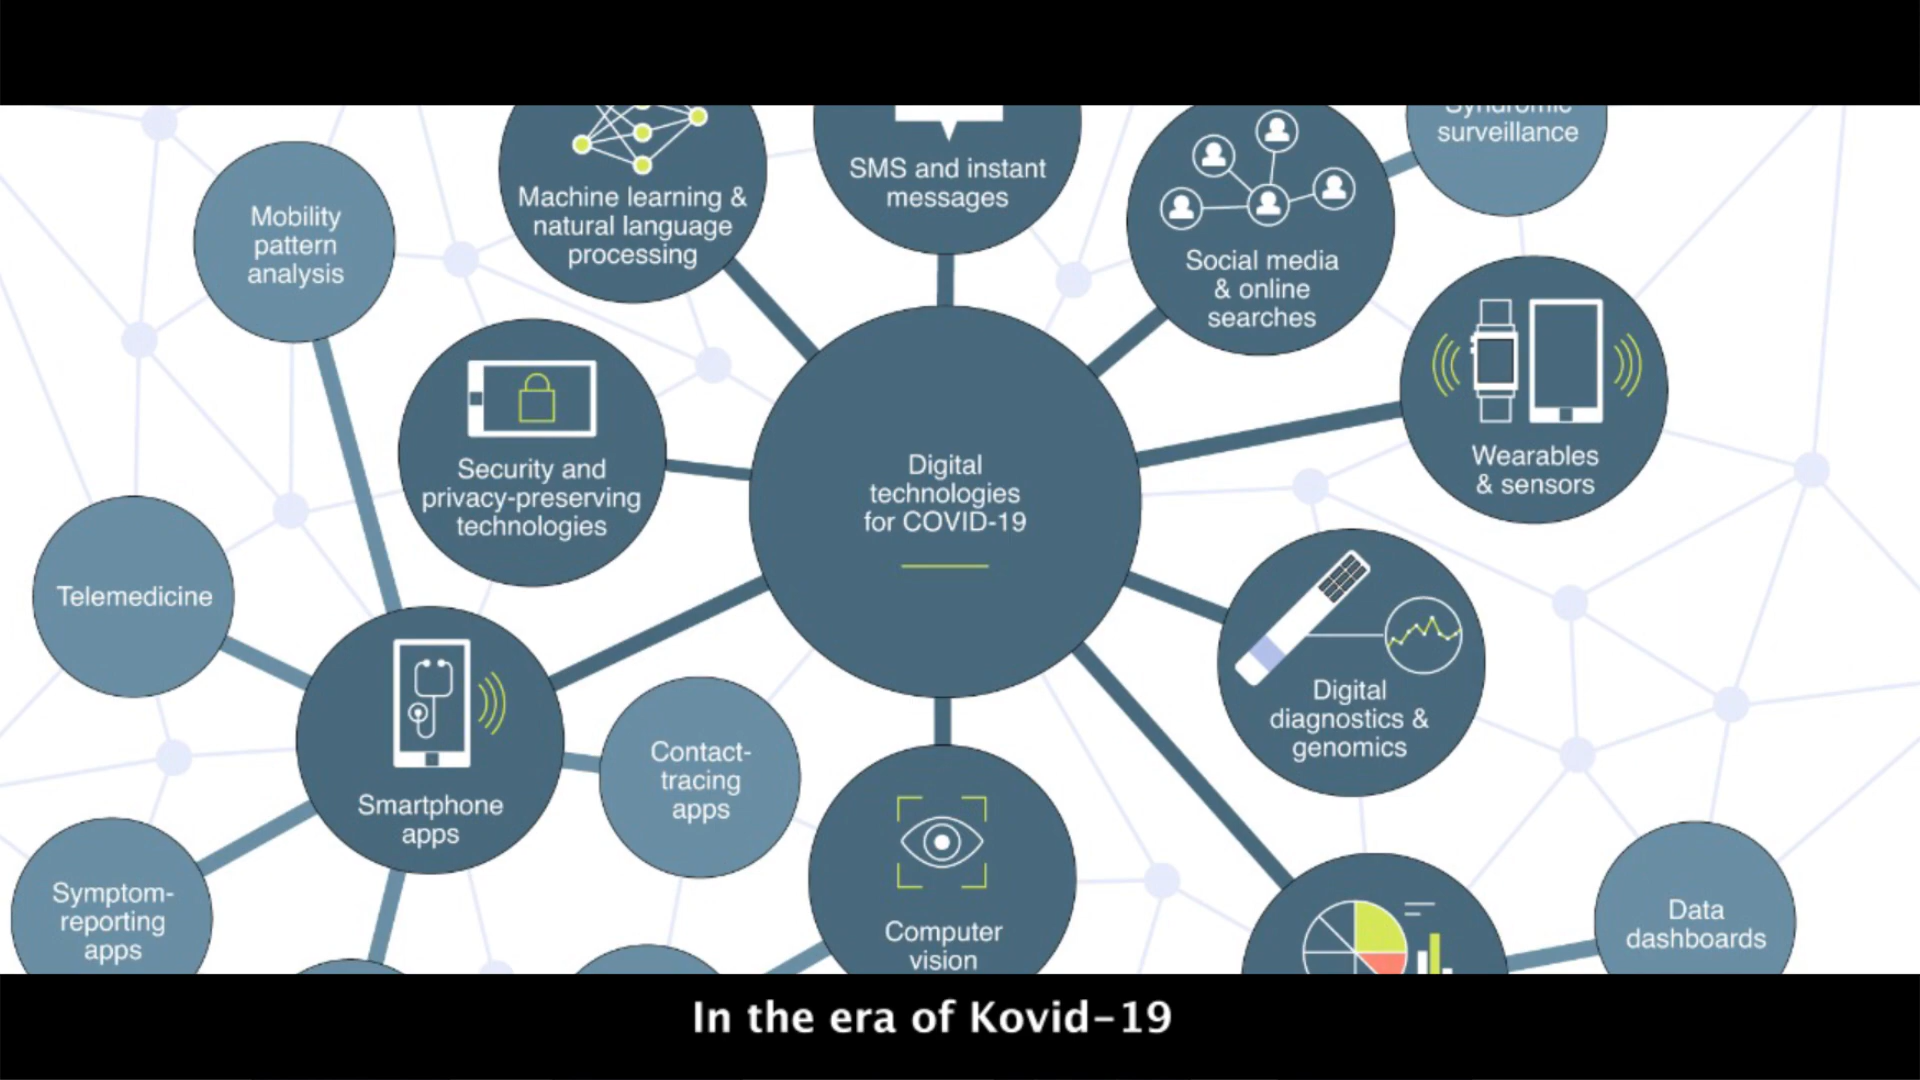 Syndromic
surveillance
Mobility
pattern
analysis
Machine learning &
natural language
processing
SMS and instant
messages
Social media
& online
searches
Wearables
& sensors
Security and
privacy-preserving
technologies
Digital
technologies
for COVID-19
Telemedicine
Digital
diagnostics &
genomics
Smartphone
apps
Contact-
tracing
apps
Symptom-
reporting
apps
Computer
vision
Data
dashboards
In the era of Kovid-19